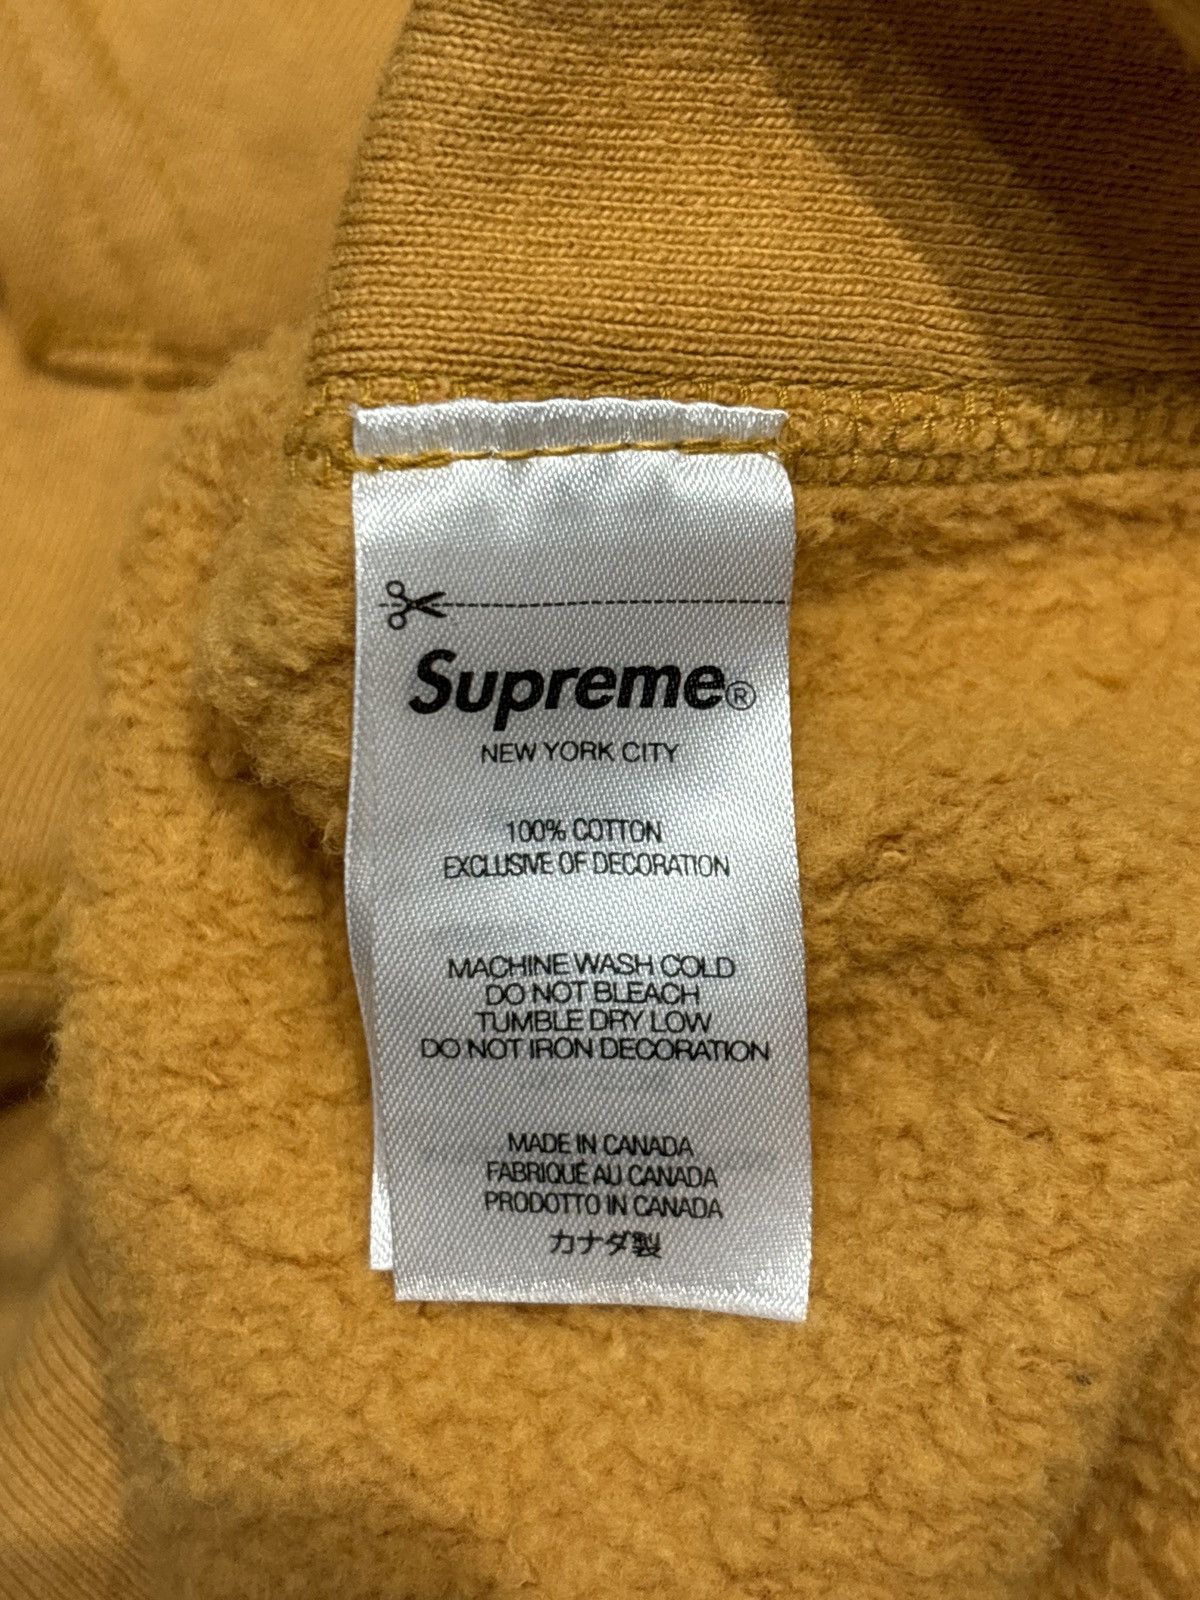 Supreme®
NEW YORK CITY
100% COTTON
EXCLUSIVE OF DECORATION
MACHINE WASH COLD
DO NOT BLEACH
TUMBLE DRY LOW
DO NOT IRON DECORATION
MADE IN CANADA
FABRIQUÉ AU CANADA
PRODOTTO IN CANADA
カナダ製